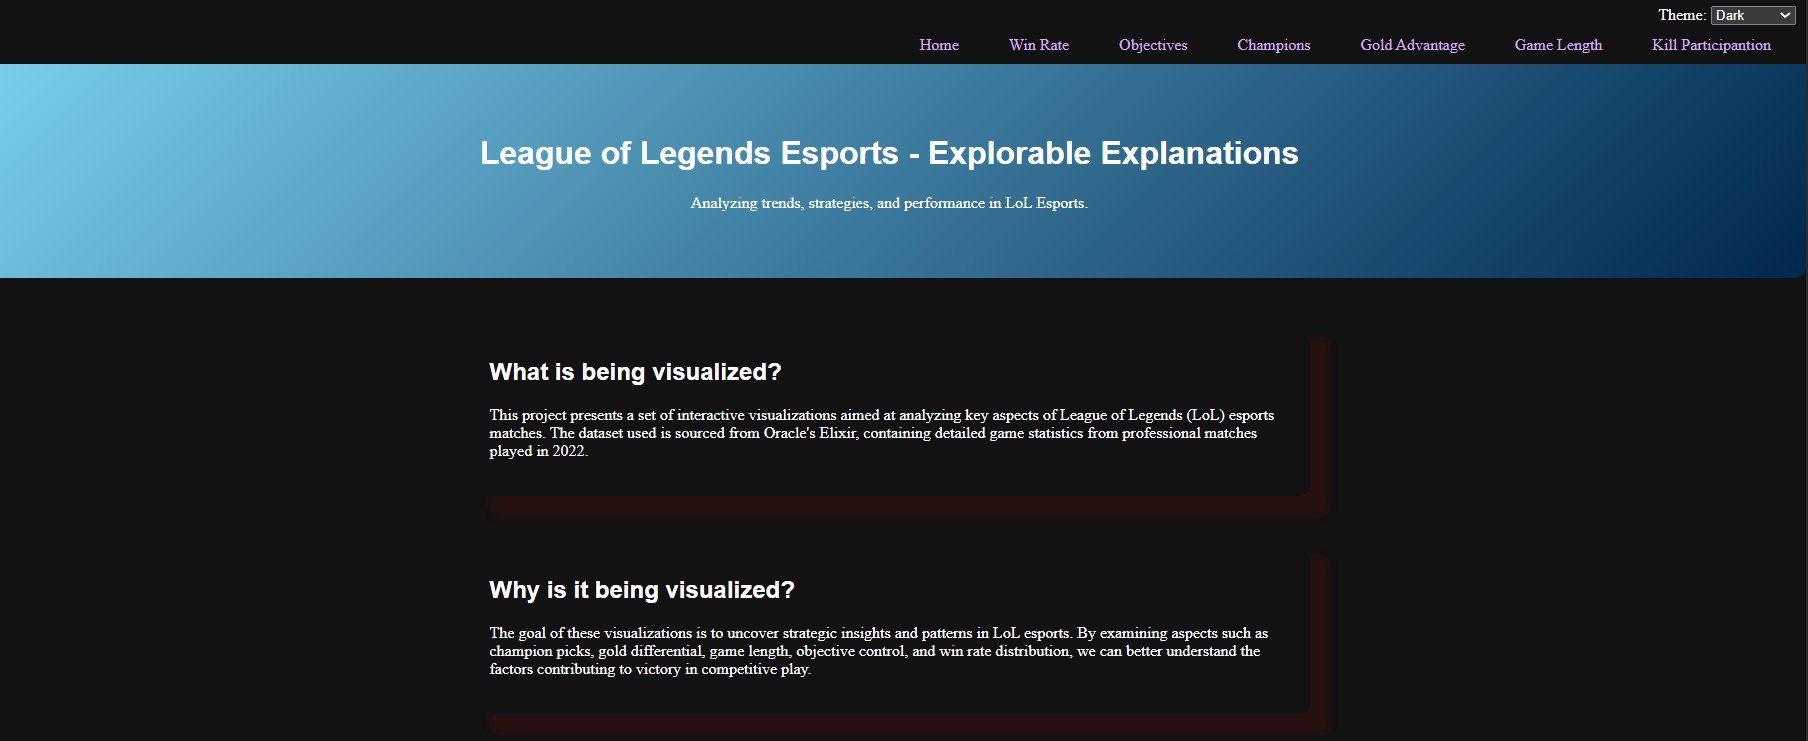 Theme: Dark
Home Win Rate Objectives Champions Gold Advantage Game Length Kill Participantion
League of Legends Esports - Explorable Explanations
Analyzing trends, strategies, and performance in LoL Esports.
What is being visualized?
This project presents a set of interactive visualizations aimed at analyzing key aspects of League of Legends (LoL) esports
matches. The dataset used is sourced from Oracle's Elixir, containing detailed game statistics from professional matches
played in 2022.
Why is it being visualized?
The goal of these visualizations is to uncover strategic insights and patterns in LoL esports. By examining aspects such as
champion picks, gold differential, game length, objective control, and win rate distribution, we can better understand the
factors contributing to victory in competitive play.